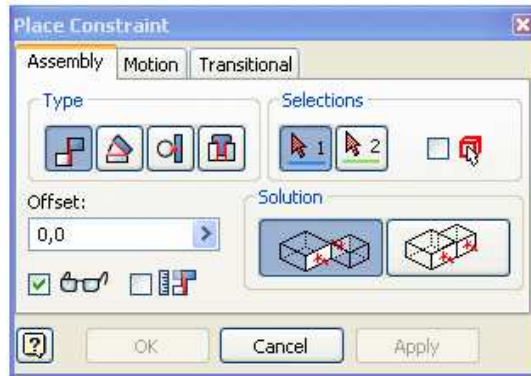 Place Constraint
Assembly Motion Transitional
Type
Selections
1 2
Offset:
0,0
Solution
OK Cancel Apply